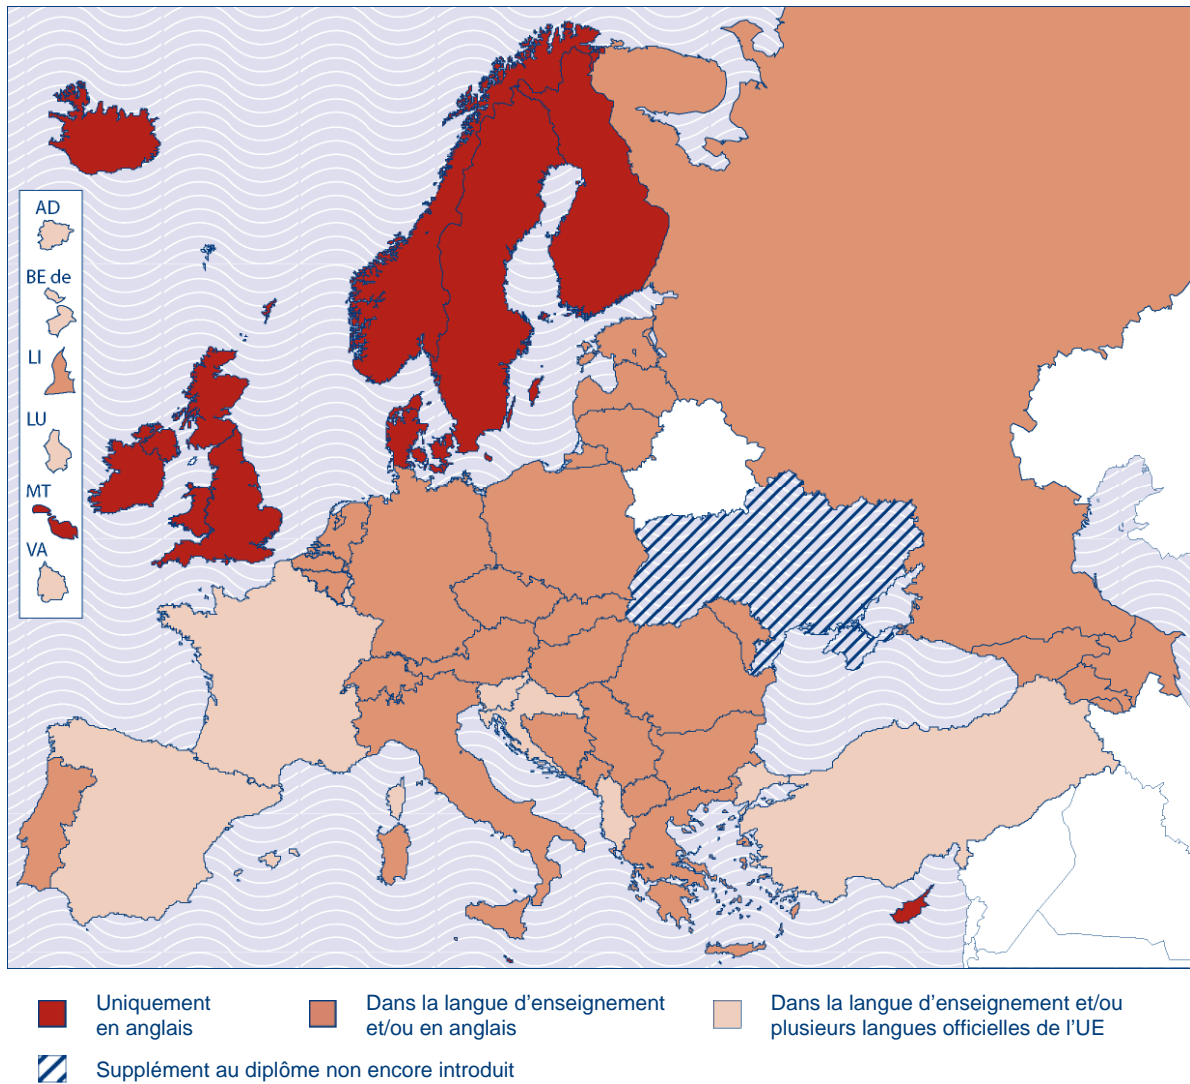 AD
BE de
LI
LU
MT
VA
Uniquement
en anglais
Dans la langue d’enseignement
et/ou en anglais
Dans la langue d’enseignement et/ou
plusieurs langues officielles de l’UE
Supplément au diplôme non encore introduit